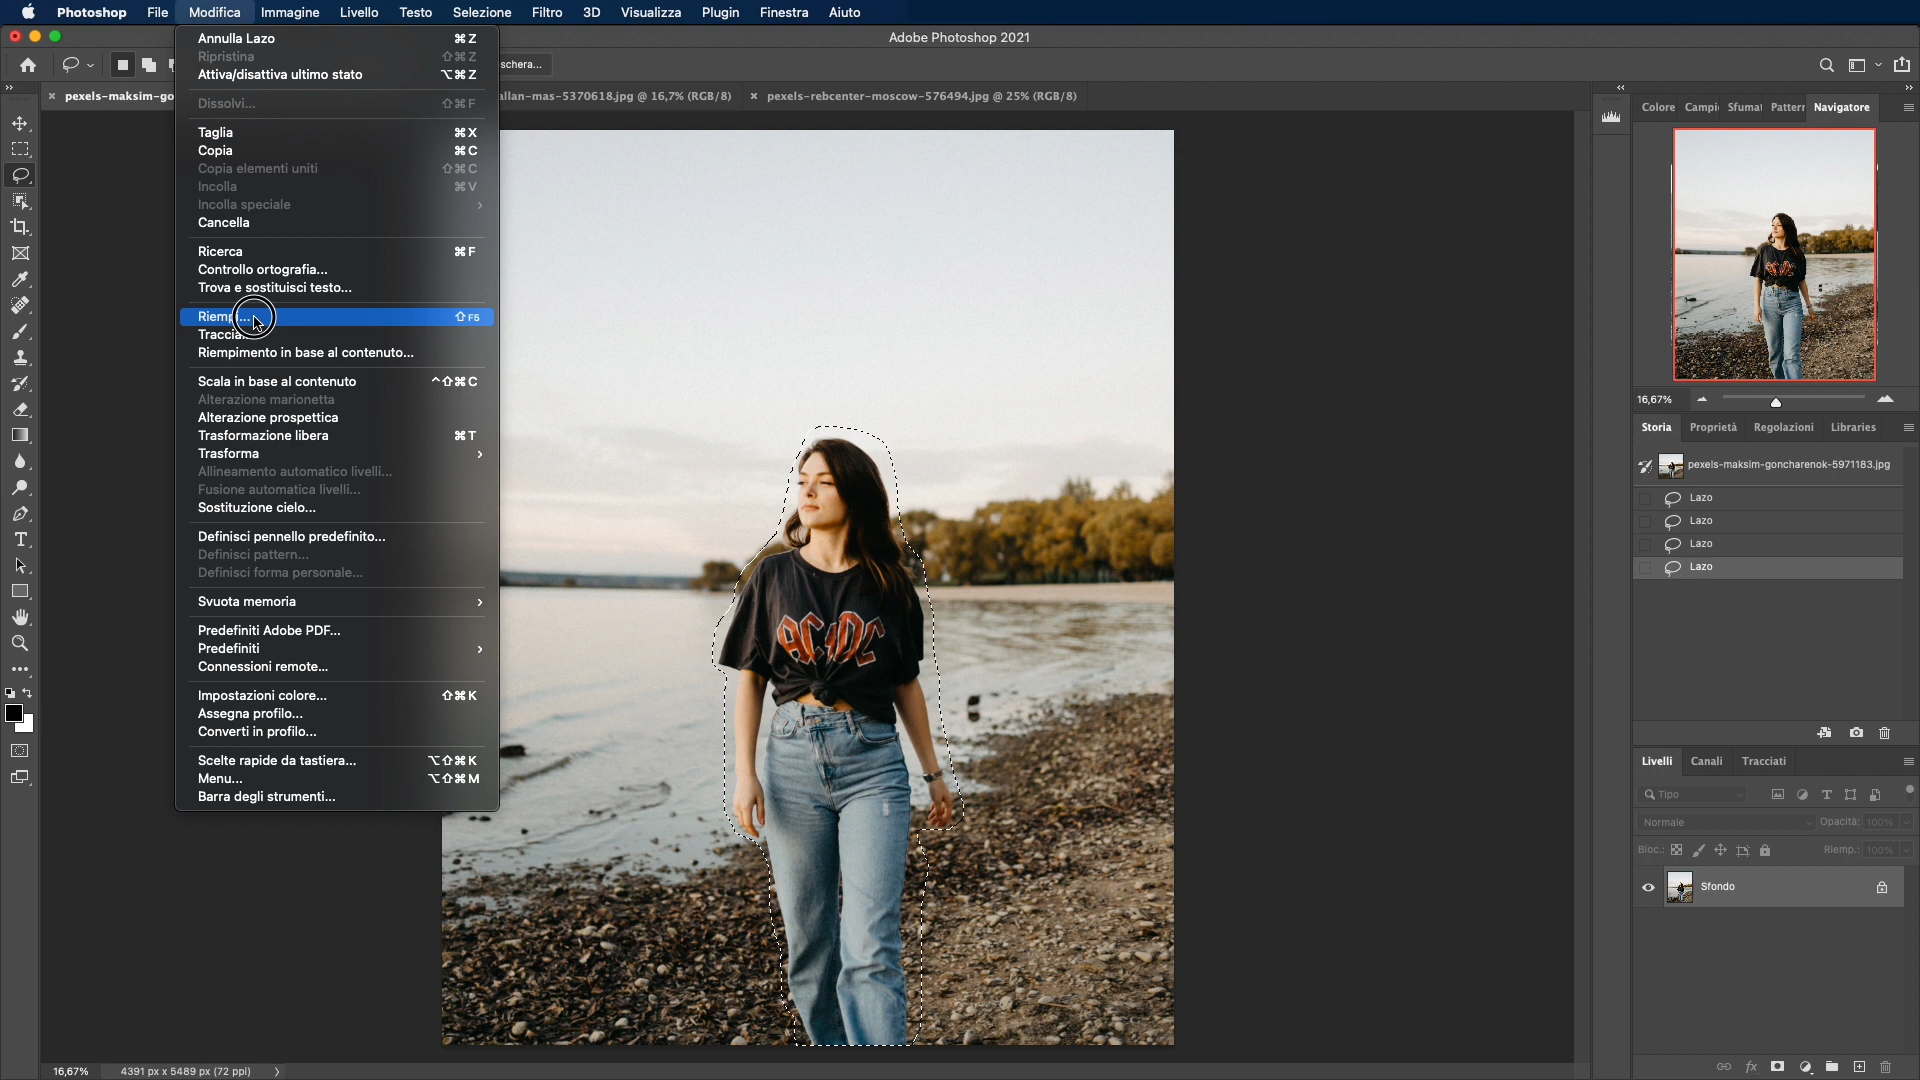 Photoshop File Modifica Immagine Livello Testo Selezione Filtro 3D Visualizza Plugin Finestra Aiuto
Adobe Photoshop 2021
schera...
pexels-maksim-go
allan-mas-5370618.jpg @ 16,7% (RGB/8)
pexels-rebcenter-moscow-576494.jpg @ 25% (RGB/8)
Annulla Lazo ⌘Z
Ripristina ⇧⌘Z
Attiva/disattiva ultimo stato ⌥⌘Z
Dissolvi... ⇧⌘F
Taglia ⌘X
Copia ⌘C
Copia elementi uniti ⇧⌘C
Incolla ⌘V
Incolla speciale
Cancella
Ricerca ⌘F
Controllo ortografia...
Trova e sostituisci testo...
Riempi... ⇧F5
Traccia...
Riempimento in base al contenuto...
Scala in base al contenuto ^⇧⌘C
Alterazione marionetta
Alterazione prospettica
Trasformazione libera ⌘T
Trasforma
Allineamento automatico livelli...
Fusione automatica livelli...
Sostituzione cielo...
Definisci pennello predefinito...
Definisci pattern...
Definisci forma personale...
Svuota memoria
Predefiniti Adobe PDF...
Predefiniti
Connessioni remote...
Impostazioni colore... ⇧⌘K
Assegna profilo...
Converti in profilo...
Scelte rapide da tastiera... ⌥⇧⌘K
Menu... ⌥⇧⌘M
Barra degli strumenti...
AC/DC
Colore Campi Sfumat Pattern Navigatore
16,67%
Storia Proprietà Regolazioni Libraries
pexels-maksim-goncharenok-5971183.jpg
Lazo
Lazo
Lazo
Lazo
Livelli Canali Tracciati
Tipo
Normale Opacità: 100%
Bloc.: Riemp.: 100%
Sfondo
fx
16,67% 4391 px x 5489 px (72 ppi)